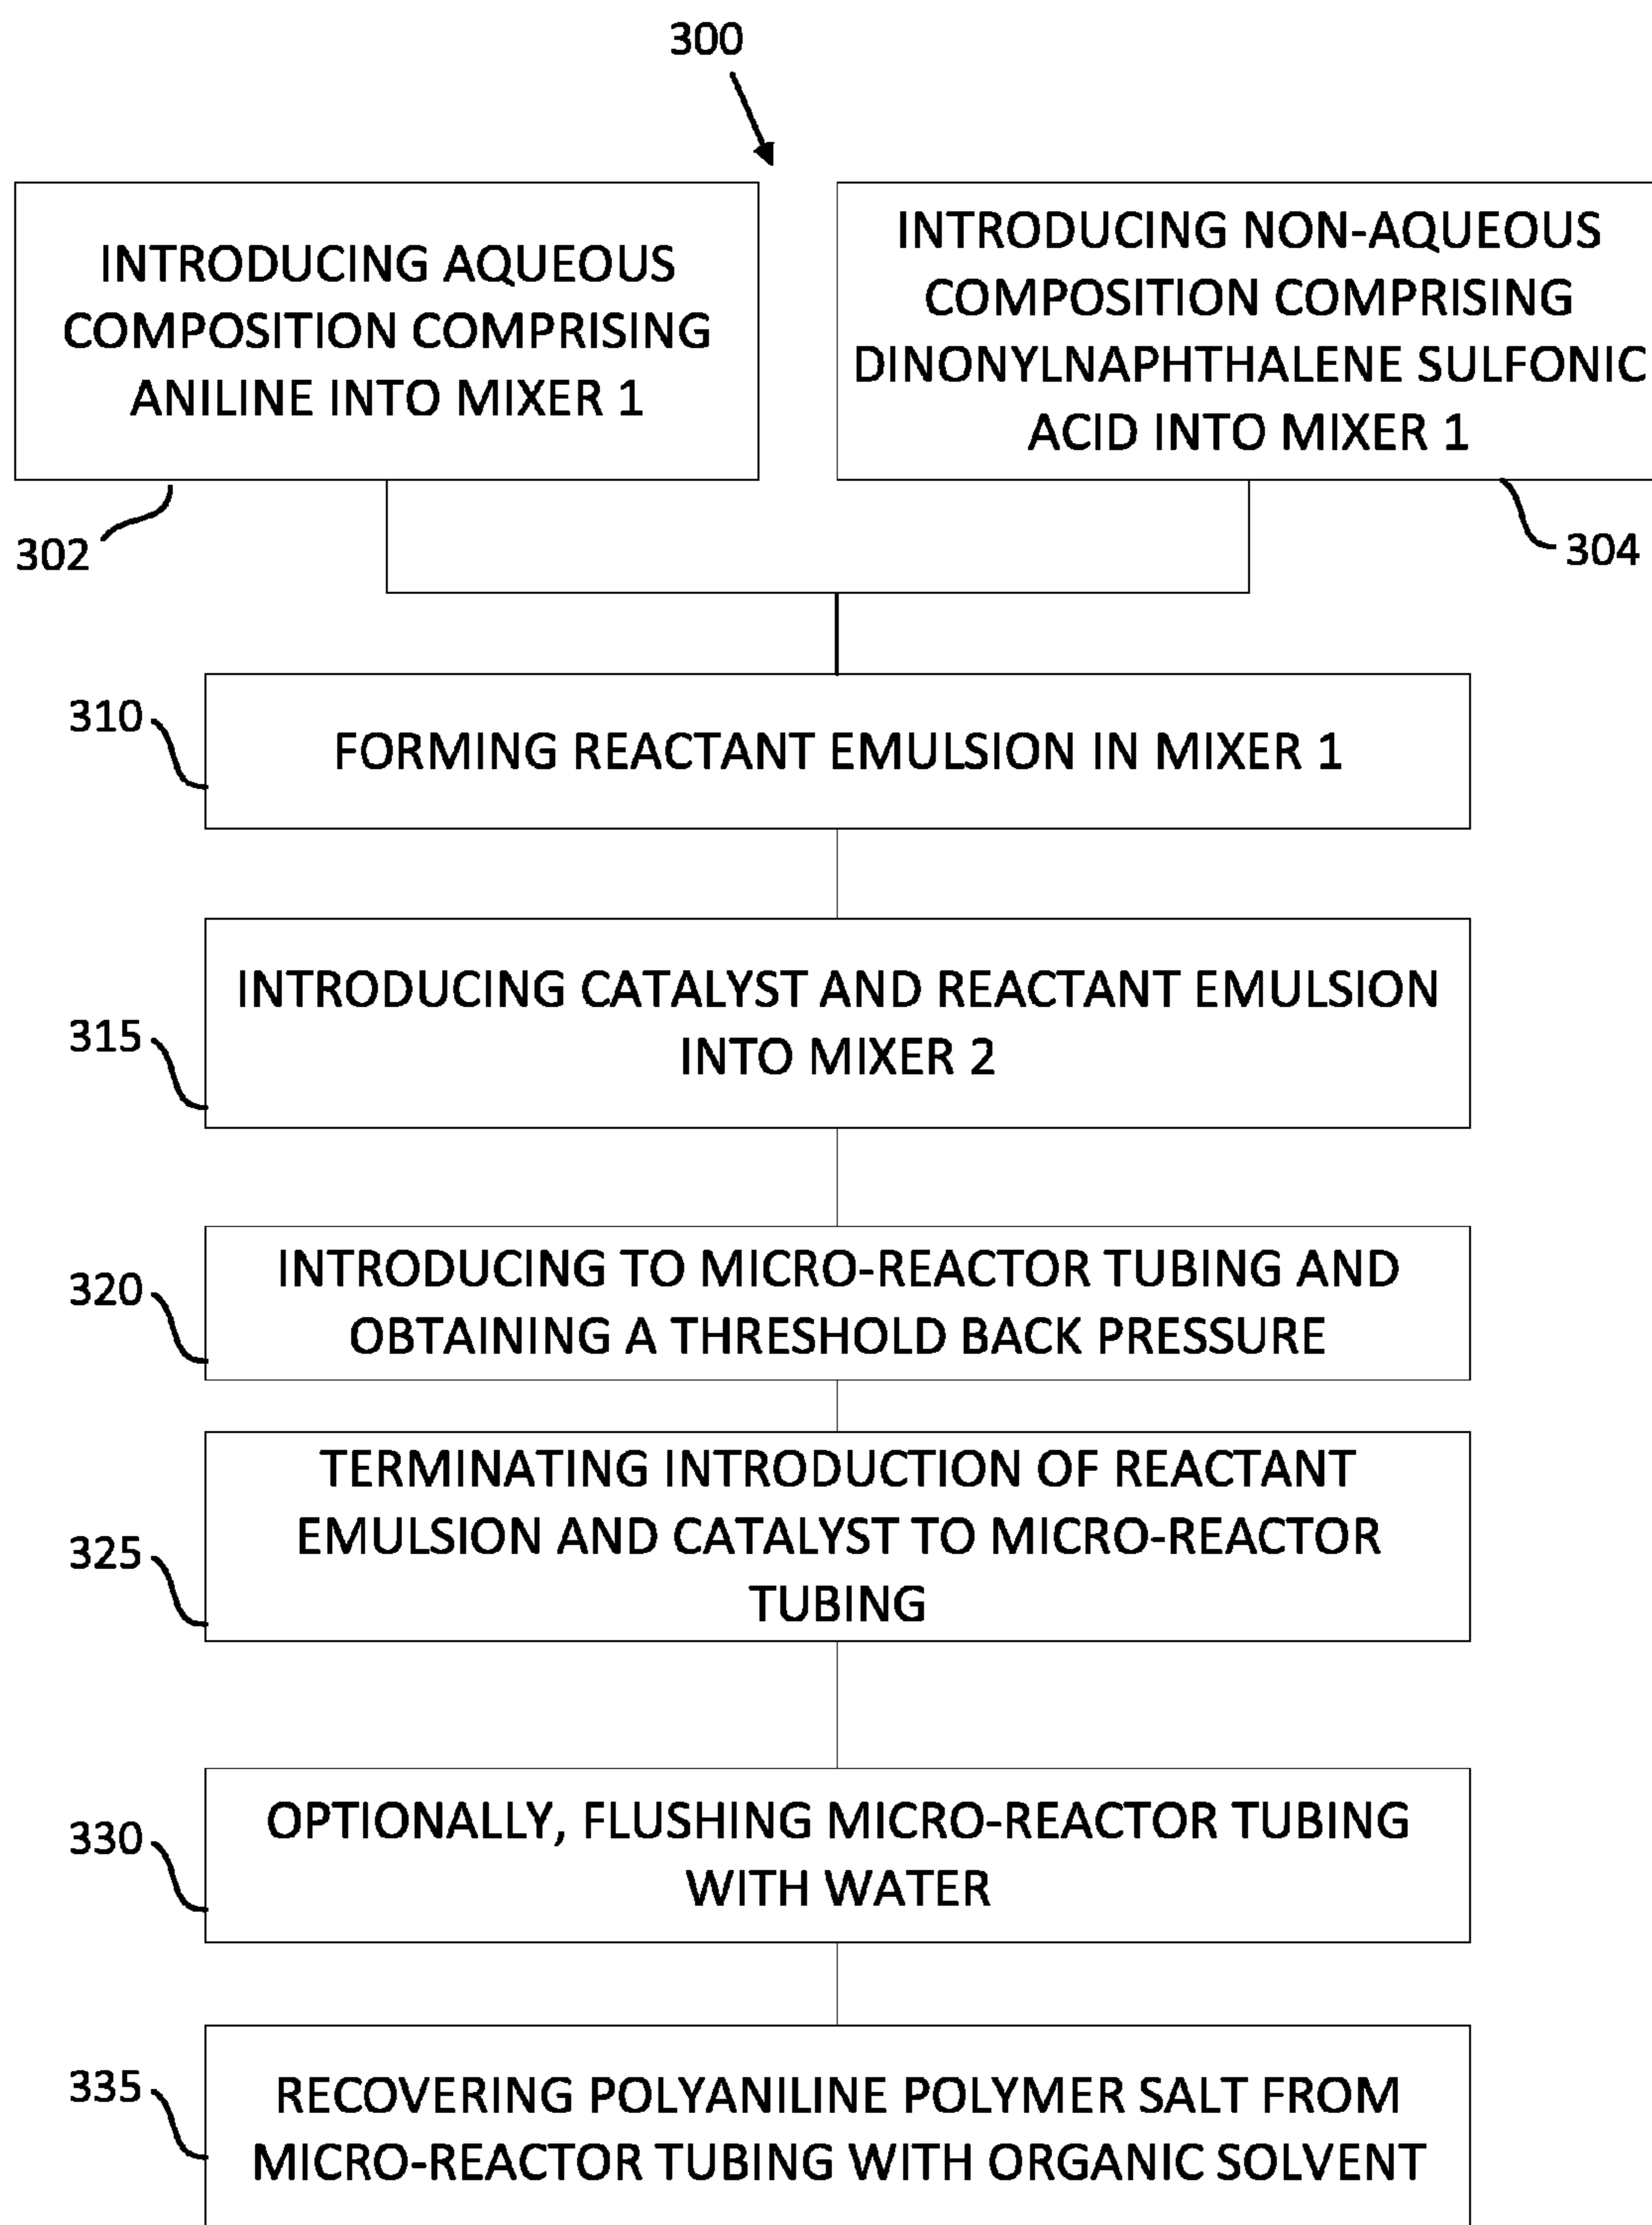 300
INTRODUCING AQUEOUS
COMPOSITION COMPRISING
ANILINE INTO MIXER 1
302
INTRODUCING NON-AQUEOUS
COMPOSITION COMPRISING
DINONYLNAPHTHALENE SULFONIC
ACID INTO MIXER 1
304
310
FORMING REACTANT EMULSION IN MIXER 1
315
INTRODUCING CATALYST AND REACTANT EMULSION
INTO MIXER 2
320
INTRODUCING TO MICRO-REACTOR TUBING AND
OBTAINING A THRESHOLD BACK PRESSURE
325
TERMINATING INTRODUCTION OF REACTANT
EMULSION AND CATALYST TO MICRO-REACTOR
TUBING
330
OPTIONALLY, FLUSHING MICRO-REACTOR TUBING
WITH WATER
335
RECOVERING POLYANILINE POLYMER SALT FROM
MICRO-REACTOR TUBING WITH ORGANIC SOLVENT